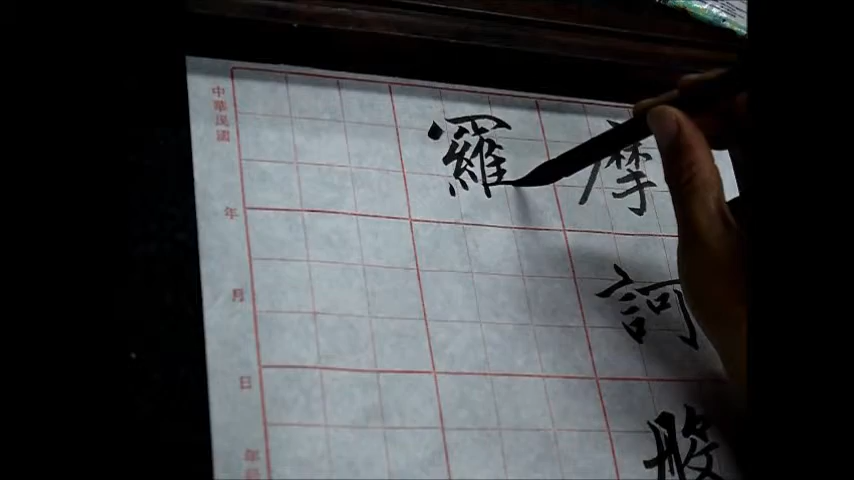 摩訶般
羅
中華民國 年 月 日